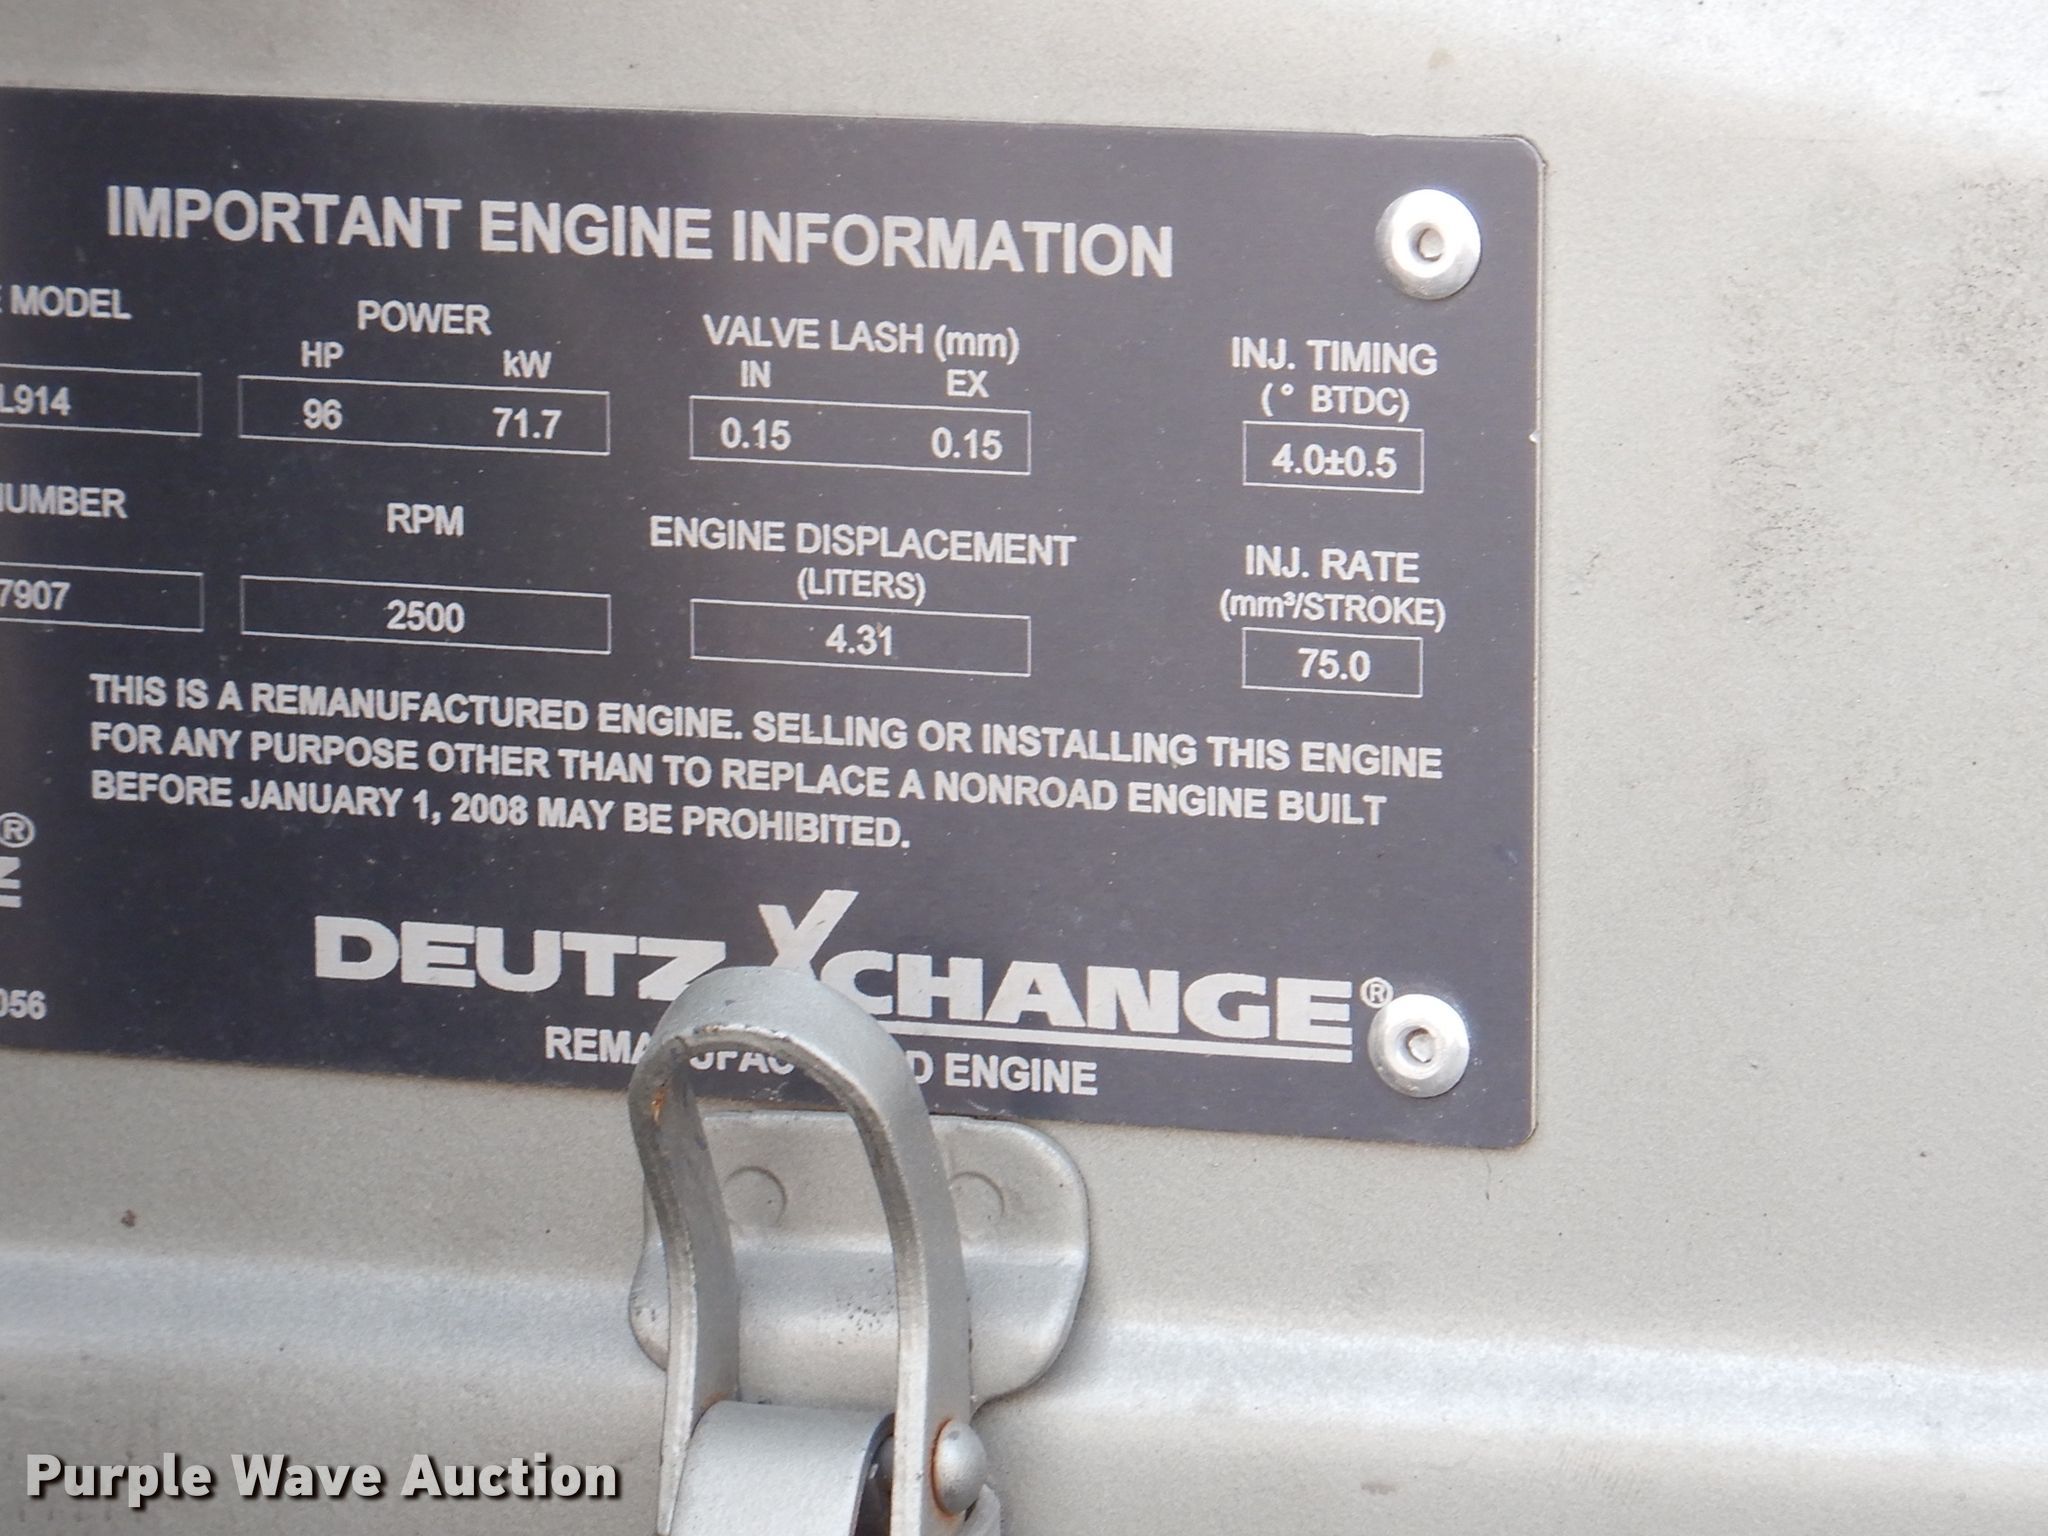 IMPORTANT ENGINE INFORMATION
MODEL
POWER
HP kW
VALVE LASH (mm)
IN EX
INJ. TIMING
(° BTDC)
L914
96 71.7
0.15 0.15
4.0±0.5
NUMBER
RPM
ENGINE DISPLACEMENT
(LITERS)
INJ. RATE
(mm³/STROKE)
7907
2500
4.31
75.0
THIS IS A REMANUFACTURED ENGINE. SELLING OR INSTALLING THIS ENGINE
FOR ANY PURPOSE OTHER THAN TO REPLACE A NONROAD ENGINE BUILT
BEFORE JANUARY 1, 2008 MAY BE PROHIBITED.
®
DEUTZ XCHANGE®
056
REMANUFACTURED ENGINE
Purple Wave Auction